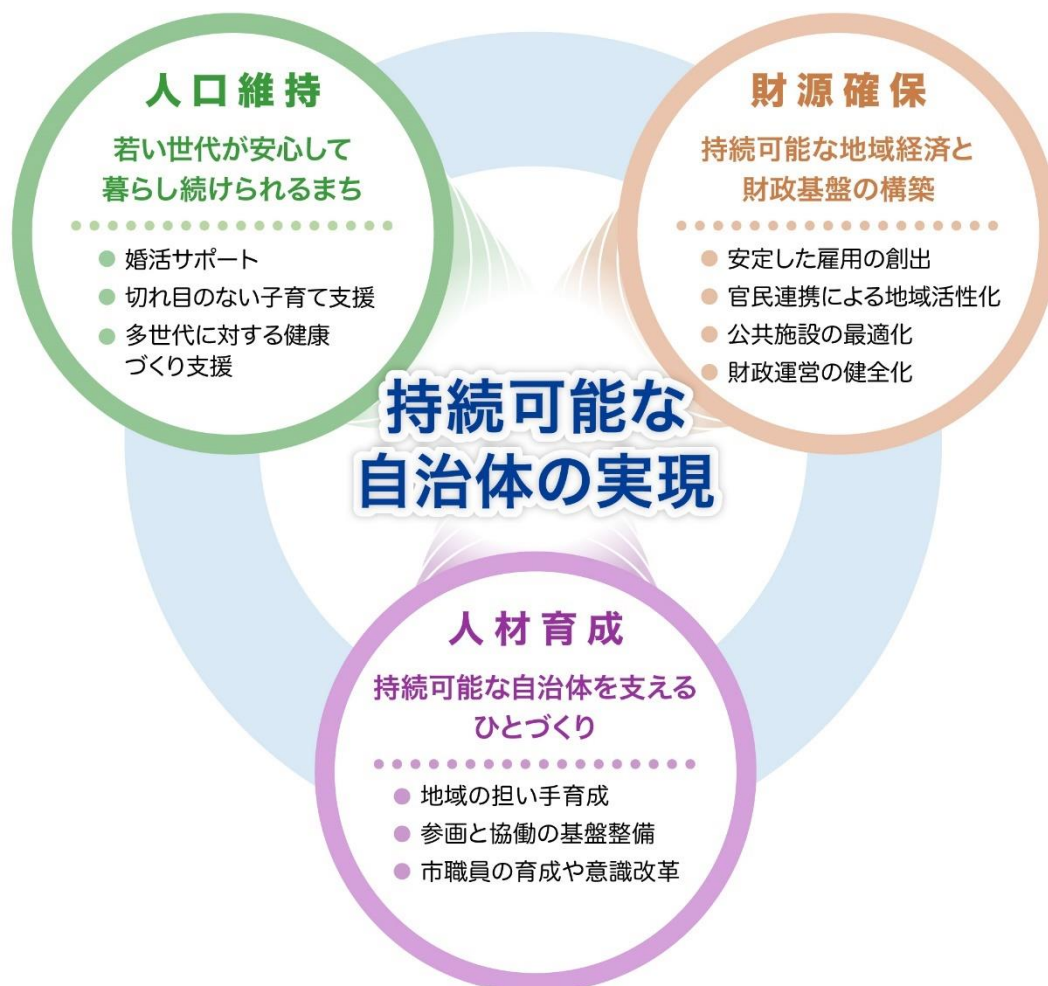 人口維持
若い世代が安心して
暮らし続けられるまち
● 婚活サポート
● 切れ目のない子育て支援
● 多世代に対する健康
づくり支援
財源確保
持続可能な地域経済と
財政基盤の構築
● 安定した雇用の創出
● 官民連携による地域活性化
● 公共施設の最適化
● 財政運営の健全化
持続可能な
自治体の実現
人材育成
持続可能な自治体を支える
ひとづくり
● 地域の担い手育成
● 参画と協働の基盤整備
● 市職員の育成や意識改革